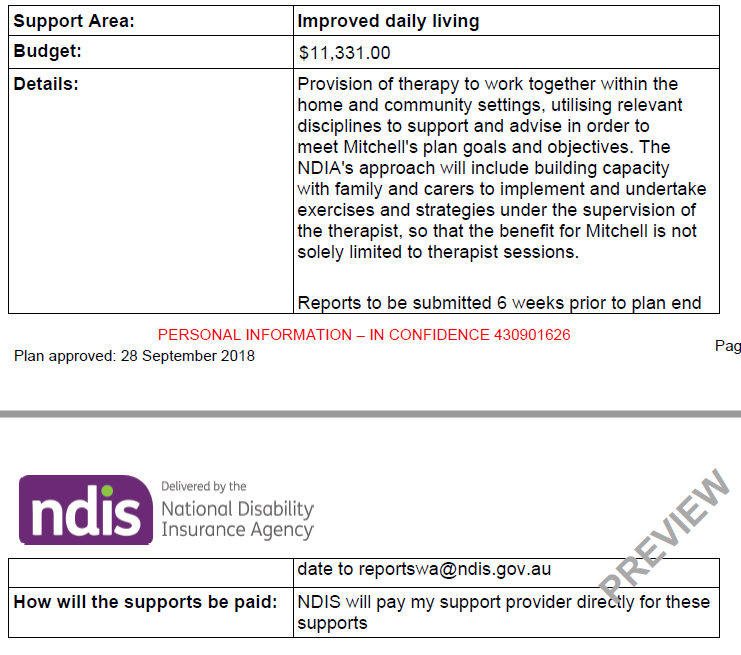 Support Area: Improved daily living
Budget: $11,331.00
Details: Provision of therapy to work together within the
home and community settings, utilising relevant
disciplines to support and advise in order to
meet Mitchell's plan goals and objectives. The
NDIA's approach will include building capacity
with family and carers to implement and undertake
exercises and strategies under the supervision of
the therapist, so that the benefit for Mitchell is not
solely limited to therapist sessions.
Reports to be submitted 6 weeks prior to plan end
PERSONAL INFORMATION – IN CONFIDENCE 430901626
Plan approved: 28 September 2018
Pag
ndis
Delivered by the
National Disability
Insurance Agency
PREVIEW
date to reportswa@ndis.gov.au
How will the supports be paid: NDIS will pay my support provider directly for these
supports